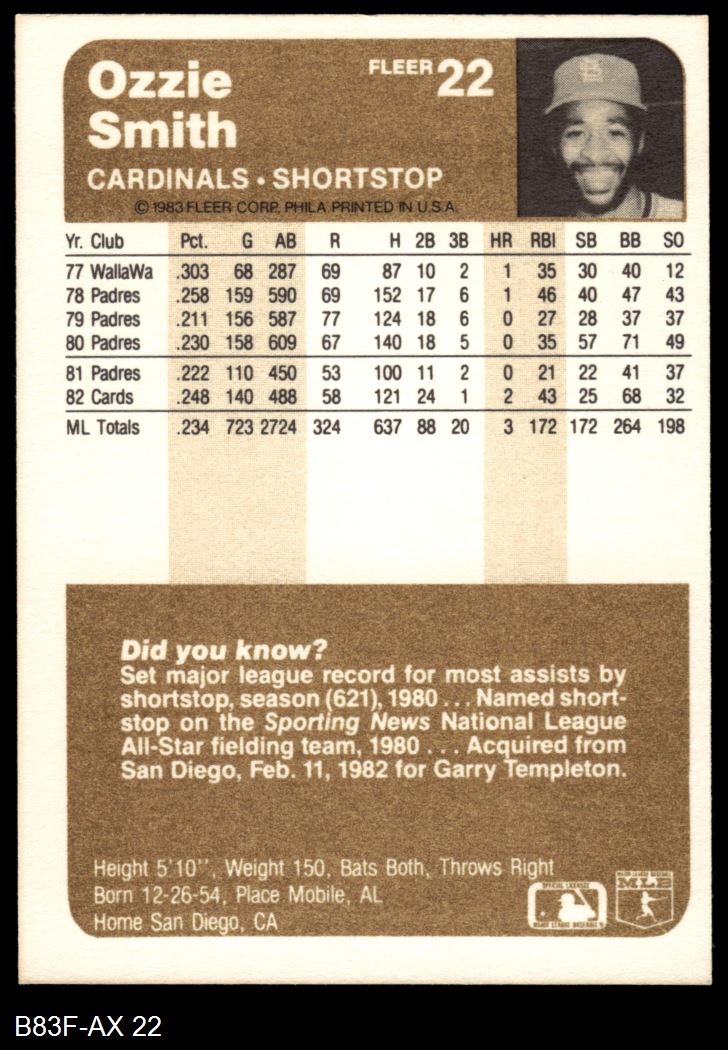 Ozzie
Smith
FLEER 22
CARDINALS • SHORTSTOP
© 1983 FLEER CORP. PHILA PRINTED IN U.S.A
Yr. Club Pct. G AB R H 2B 3B HR RBI SB BB SO
77 WallaWa .303 68 287 69 87 10 2 1 35 30 40 12
78 Padres .258 159 590 69 152 17 6 1 46 40 47 43
79 Padres .211 156 587 77 124 18 6 0 27 28 37 37
80 Padres .230 158 609 67 140 18 5 0 35 57 71 49
81 Padres .222 110 450 53 100 11 2 0 21 22 41 37
82 Cards .248 140 488 58 121 24 1 2 43 25 68 32
ML Totals .234 723 2724 324 637 88 20 3 172 172 264 198
Did you know?
Set major league record for most assists by
shortstop, season (621), 1980 . . . Named short-
stop on the Sporting News National League
All-Star fielding team, 1980 . . . Acquired from
San Diego, Feb. 11, 1982 for Garry Templeton.
Height 5'10", Weight 150, Bats Both, Throws Right
Born 12-26-54, Place Mobile, AL
Home San Diego, CA
OFFICIAL LICENSEE
MAJOR LEAGUE BASEBALL
MAJOR LEAGUE BASEBALL
MLB
B83F-AX 22